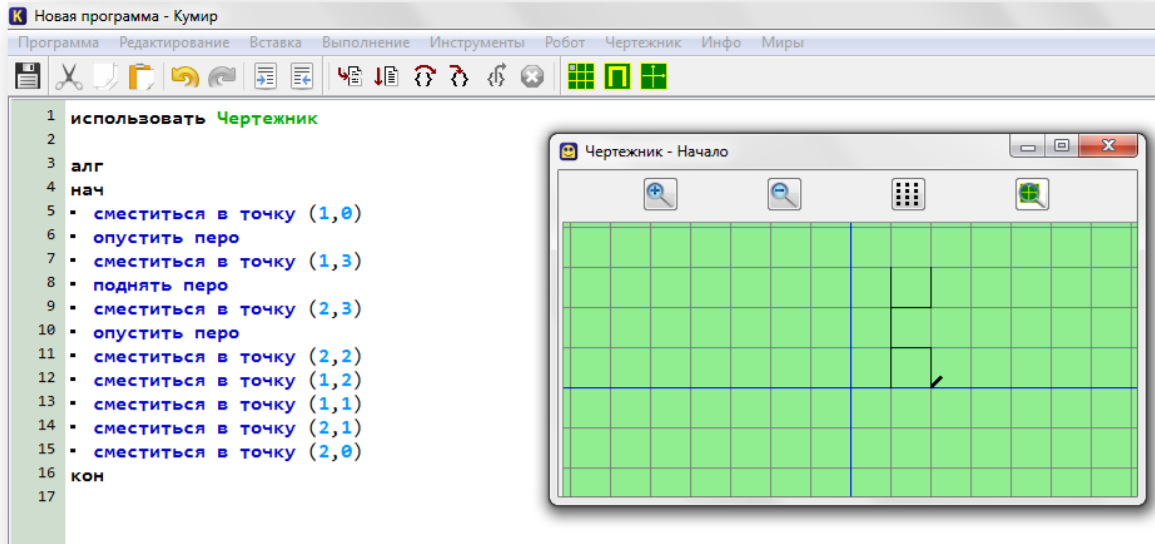 Новая программа - Кумир
Программа Редактирование Вставка Выполнение Инструменты Робот Чертежник Инфо Миры
1 использовать Чертежник
2
3 алг
4 нач
5 сместиться в точку (1,0)
6 опустить перо
7 сместиться в точку (1,3)
8 поднять перо
9 сместиться в точку (2,3)
10 опустить перо
11 сместиться в точку (2,2)
12 сместиться в точку (1,2)
13 сместиться в точку (1,1)
14 сместиться в точку (2,1)
15 сместиться в точку (2,0)
16 кон
17
Чертежник - Начало